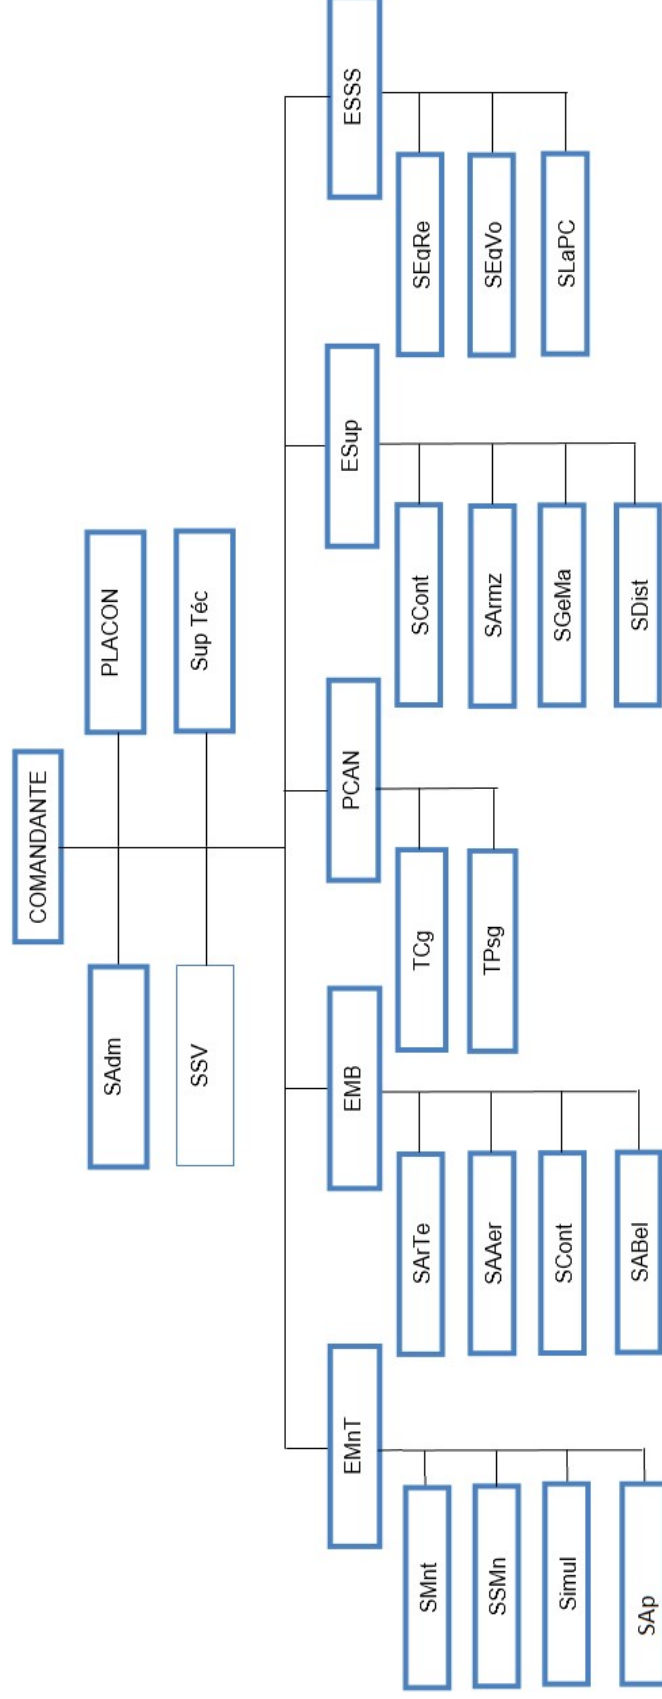 COMANDANTE
SAdm
PLACON
SSV
Sup Téc
EMnT
EMB
PCAN
ESup
ESSS
SMnt
SSMn
Simul
SAp
SArTe
SAAer
SCont
SABel
TCg
TPsg
SCont
SArmz
SGeMa
SDist
SEqRe
SEqVo
SLaPC